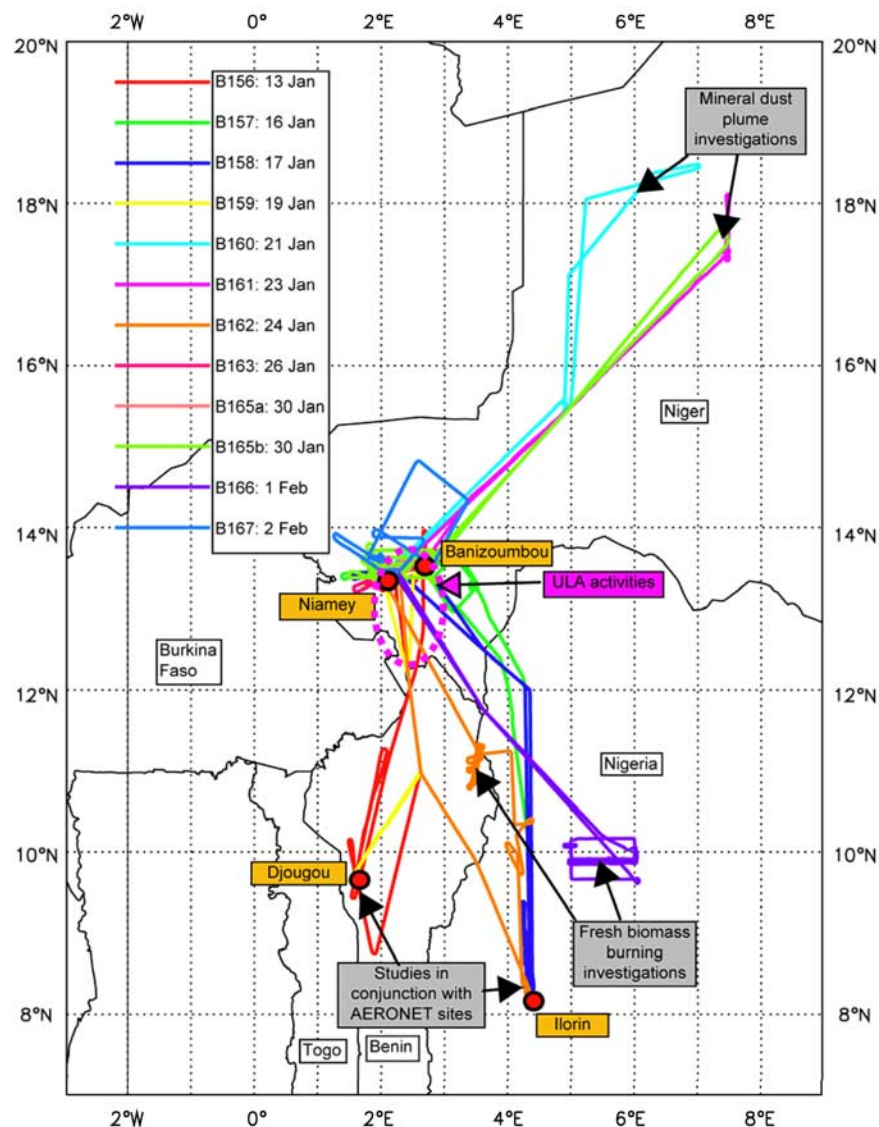 2°W 0° 2°E 4°E 6°E 8°E
20°N 20°N
B156: 13 Jan
Mineral dust
plume
investigations
B157: 16 Jan
B158: 17 Jan
18°N 18°N
B159: 19 Jan
B160: 21 Jan
B161: 23 Jan
B162: 24 Jan
16°N 16°N
B163: 26 Jan
B165a: 30 Jan
Niger
B165b: 30 Jan
B166: 1 Feb
B167: 2 Feb
14°N 14°N
Banizoumbou
ULA activities
Niamey
Burkina
Faso
12°N 12°N
Nigeria
10°N 10°N
Djougou
Fresh biomass
burning
investigations
Studies in
conjunction with
AERONET sites
8°N 8°N
Ilorin
Togo
Benin
2°W 0° 2°E 4°E 6°E 8°E